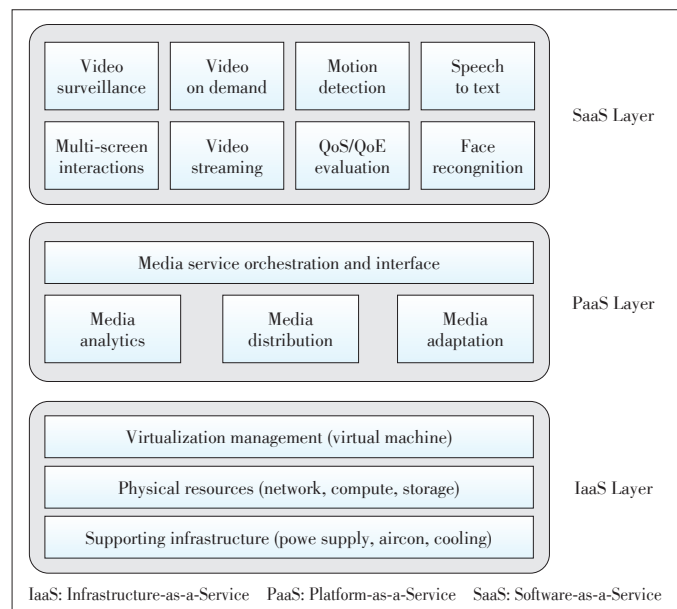 Video
surveillance
Video
on demand
Motion
detection
Speech
to text
SaaS Layer
Multi-screen
interactions
Video
streaming
QoS/QoE
evaluation
Face
recongnition
Media service orchestration and interface
PaaS Layer
Media
analytics
Media
distribution
Media
adaptation
Virtualization management (virtual machine)
Physical resources (network, compute, storage)
IaaS Layer
Supporting infrastructure (powe supply, aircon, cooling)
IaaS: Infrastructure-as-a-Service PaaS: Platform-as-a-Service SaaS: Software-as-a-Service